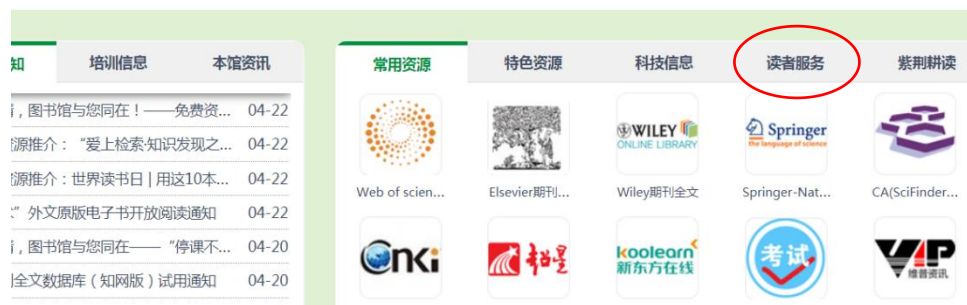 知 培训信息 本馆资讯
，图书馆与您同在！——免费资... 04-22
源推介：“爱上检索·知识发现之... 04-22
源推介：世界读书日 | 用这10本... 04-22
”外文原版电子书开放阅读通知 04-22
，图书馆与您同在——“停课不... 04-20
全文数据库（知网版）试用通知 04-20
常用资源 特色资源 科技信息 读者服务 紫荆耕读
WILEY
ONLINE LIBRARY
Springer
the language of science
Web of scien... Elsevier期刊... Wiley期刊全文 Springer-Nat... CA(SciFinder...
cnki
超星
koolearn
新东方在线
考试
VIP
维普资讯